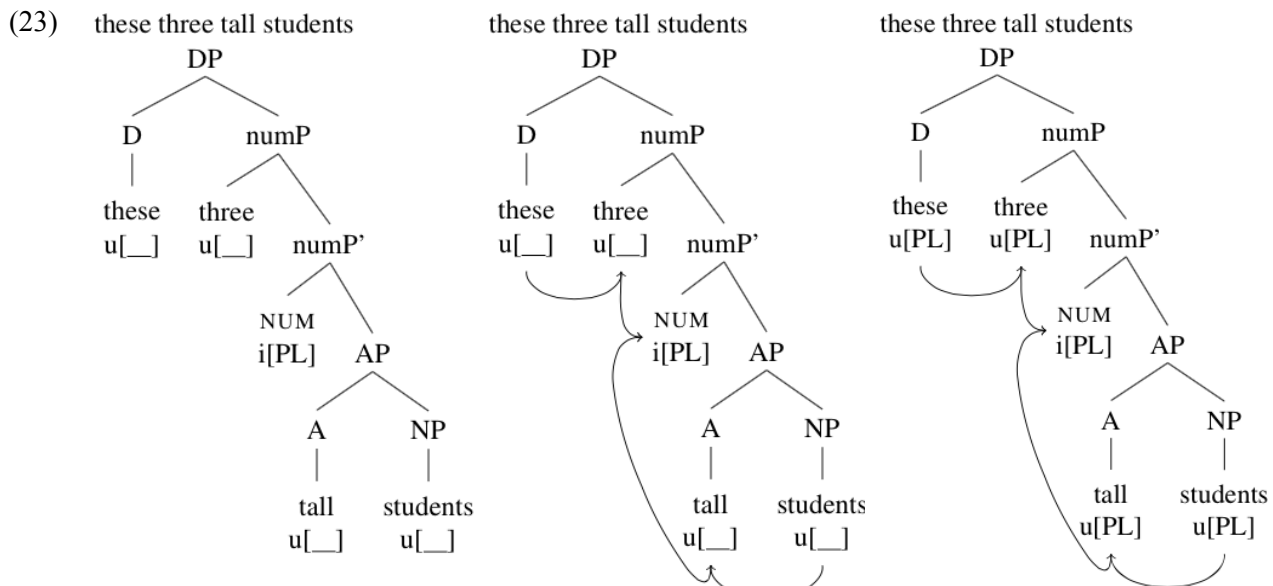 (23) these three tall students these three tall students these three tall students
DP DP DP
D numP D numP D numP
these three these three these three
u[__] u[__] numP’ u[__] u[__] numP’ u[PL] u[PL] numP’
NUM NUM NUM
i[PL] AP i[PL] AP i[PL] AP
A NP A NP A NP
tall students tall students tall students
u[__] u[__] u[__] u[__] u[PL] u[PL]